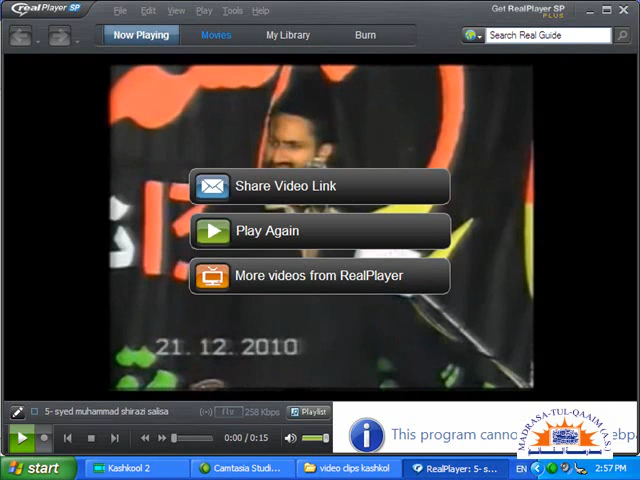 RealPlayer SP
File Edit View Play Tools Help
Get RealPlayer SP
PLUS
Now Playing Movies My Library Burn
Search Real Guide
Share Video Link
Play Again
More videos from RealPlayer
21.12.2010
5- syed muhammad shirazi salisa
flv 258 Kbps Playlist
0:00 / 0:15
This program canno
ebp
MADRASA-TUL-QAAIM (A.S)
start
Kashkool 2
Camtasia Studi...
video clips kashkol
RealPlayer: 5- s...
EN
2:57 PM